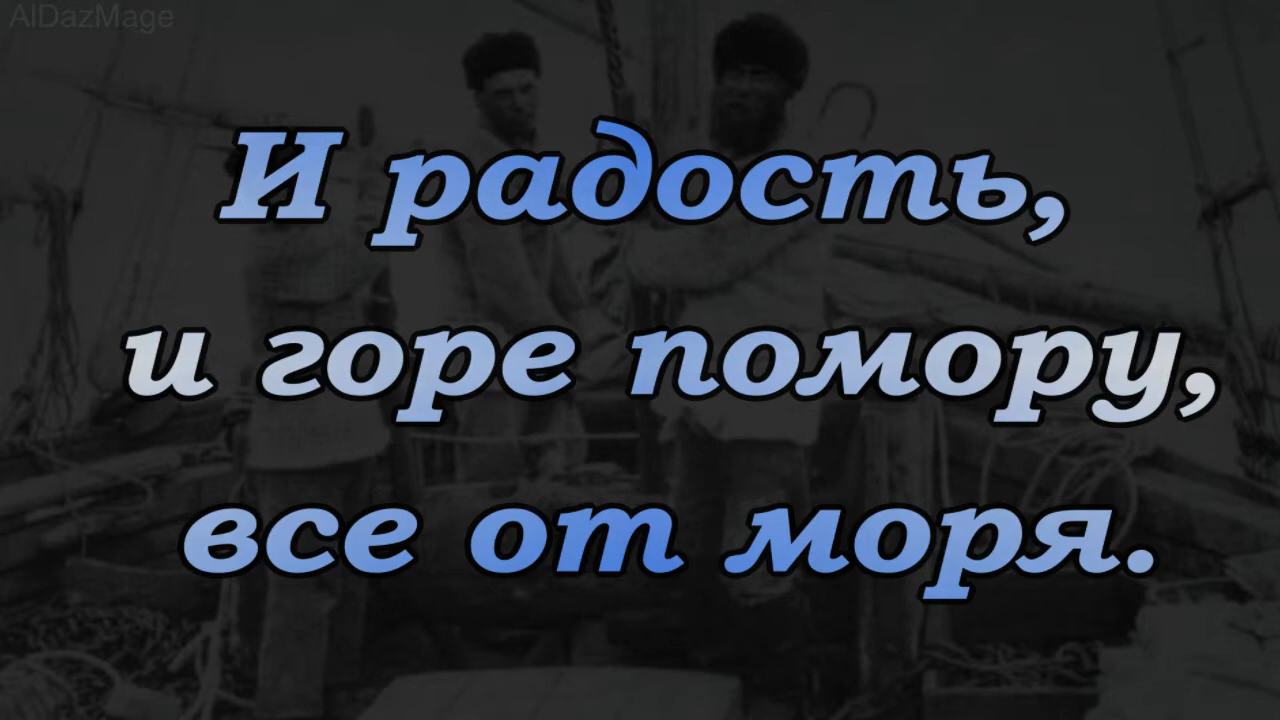 AlDazMage
И радость,
и горе помору,
все от моря.